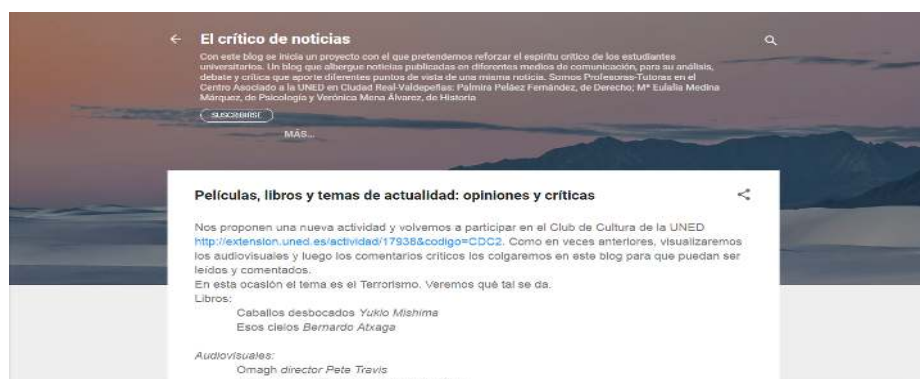 El crítico de noticias
Con este blog se inicia un proyecto con el que pretendemos reforzar el espiritu crítico de los estudiantes
universitarios. Un blog que albergue noticias publicadas en diferentes medios de comunicación, para su análisis,
debate y crítica que aporte diferentes puntos de vista de una misma noticia. Somos Profesoras-Tutoras en el
Centro Asociado a la UNED en Ciudad Real-Valdepeñas: Palmira Peláez Fernández, de Derecho; Mª Eulalia Medina
Márquez, de Psicología y Verónica Mena Álvarez, de Historia
SUSCRIBIRSE
MÁS...
Películas, libros y temas de actualidad: opiniones y críticas
Nos proponen una nueva actividad y volvemos a participar en el Club de Cultura de la UNED
http://extension.uned.es/actividad/17938&codigo=CDC2. Como en veces anteriores, visualizaremos
los audiovisuales y luego los comentarios críticos los colgaremos en este blog para que puedan ser
leídos y comentados.
En esta ocasión el tema es el Terrorismo. Veremos qué tal se da.
Libros:
Caballos desbocados Yukio Mishima
Esos cielos Bernardo Atxaga
Audiovisuales:
Omagh director Pete Travis